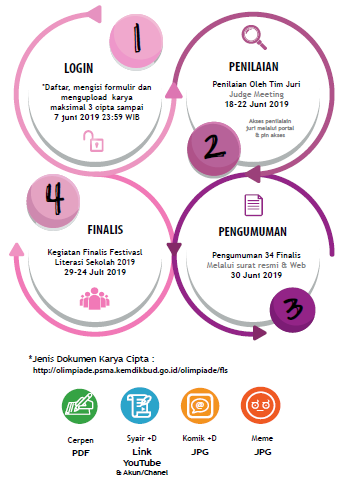 1
LOGIN
*Daftar, mengisi formulir dan
mengupload karya
maksimal 3 cipta sampai
7 junt 2019 23:59 WIB
PENILAIAN
Penilaian Oleh Tim Juri
Judge Meeting
18-22 Juni 2019
Akses penilaian
juri melalui portal
& pin akses
2
4
FINALIS
Kegiatan Finalis Festivasl
Literasi Sekolah 2019
29-24 Juli 2019
PENGUMUMAN
Pengumuman 34 Finalis
Melalui surat resmi & Web
30 Juni 2019
3
*Jenis Dokumen Karya Cipta :
http://olimpiade.psma.kemdikbud.go.id/olimpiade/fls
Cerpen
PDF
Syair +D
Link
YouTube
& Akun/Chanel
Komik +D
JPG
Meme
JPG